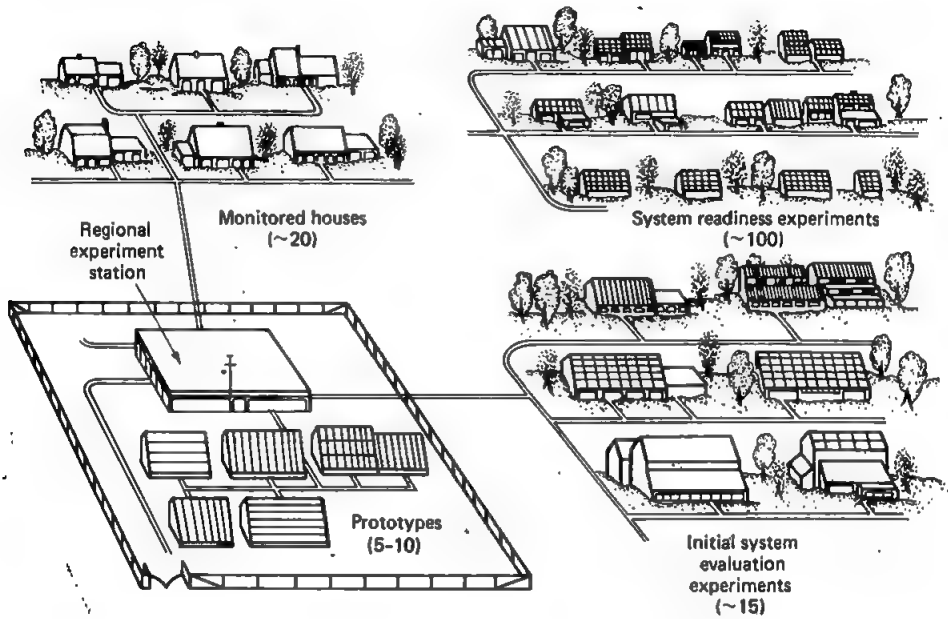 Monitored houses
(~20)
System readiness experiments
(~100)
Regional
experiment
station
Prototypes
(5-10)
Initial system
evaluation
experiments
(~15)